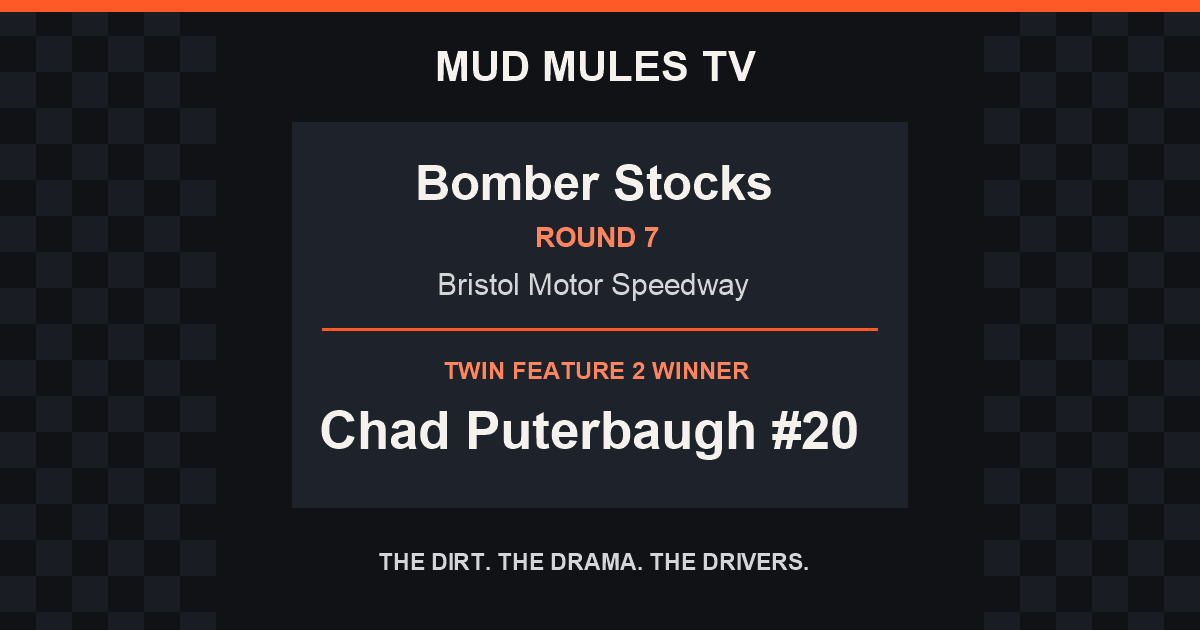 MUD MULES TV
Bomber Stocks
ROUND 7
Bristol Motor Speedway
TWIN FEATURE 2 WINNER
Chad Puterbaugh #20
THE DIRT. THE DRAMA. THE DRIVERS.